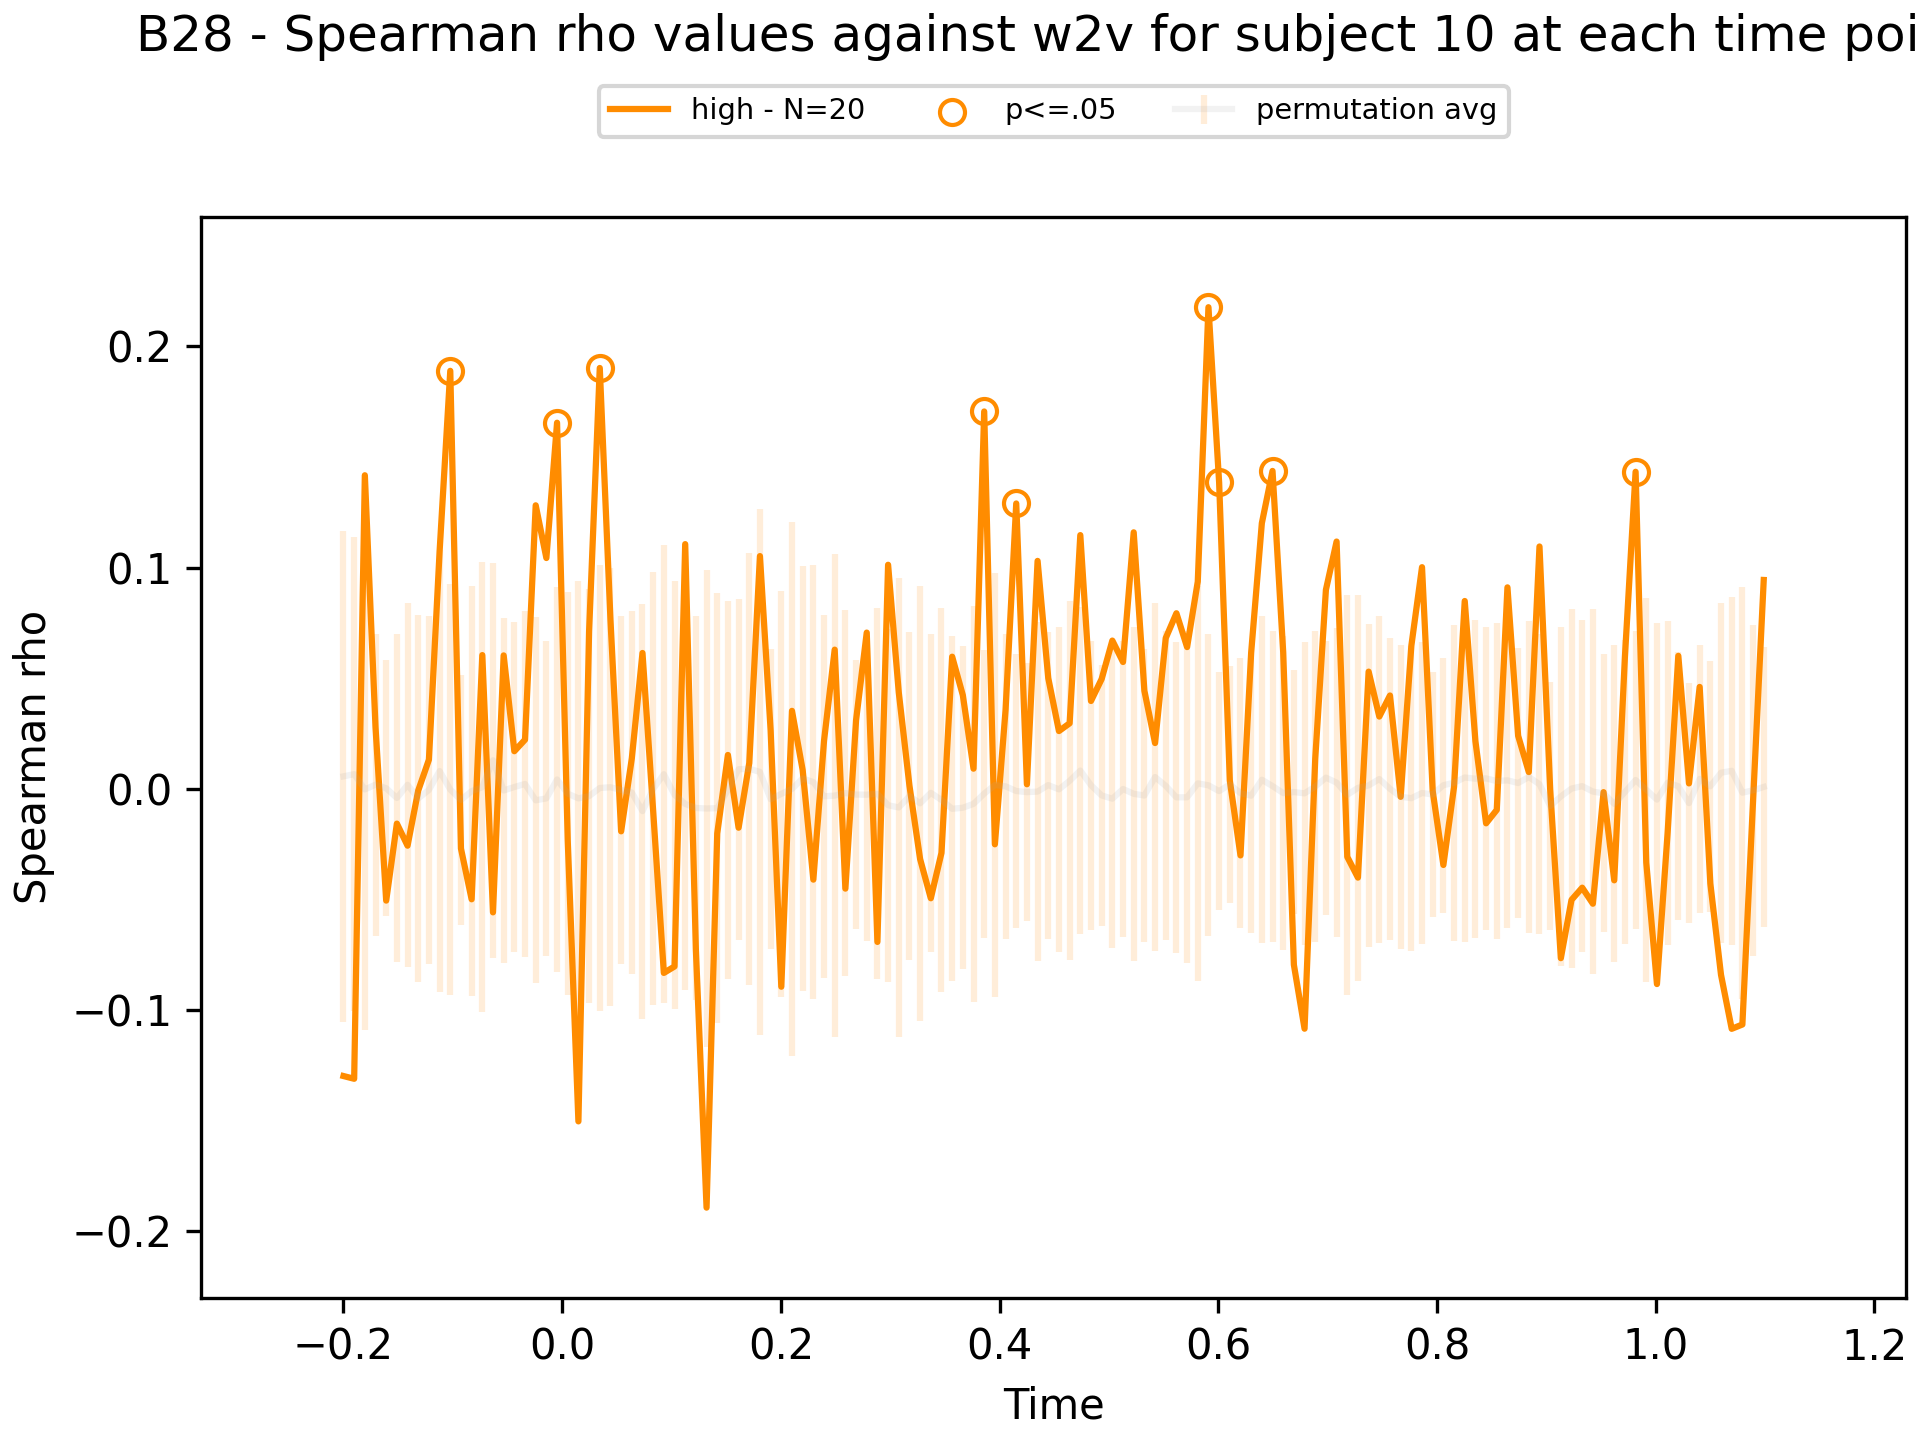 B28 - Spearman rho values against w2v for subject 10 at each time poi
high - N=20 p<=.05 permutation avg
Spearman rho
0.2
0.1
0.0
−0.1
−0.2
−0.2 0.0 0.2 0.4 0.6 0.8 1.0 1.2
Time